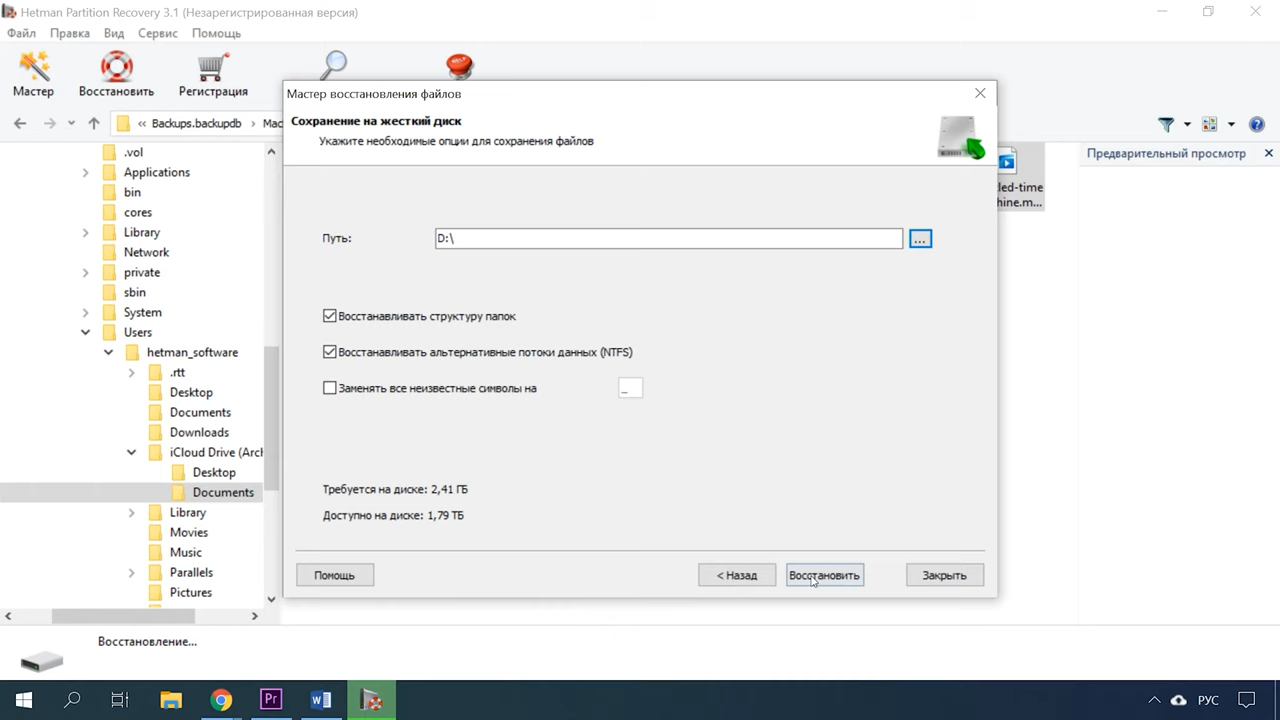 Hetman Partition Recovery 3.1 (Незарегистрированная версия)
Файл Правка Вид Сервис Помощь
Мастер Восстановить Регистрация
« Backups.backupdb › Mac
Предварительный просмотр
.vol
Applications
bin
cores
Library
Network
private
sbin
System
Users
hetman_software
.rtt
Desktop
Documents
Downloads
iCloud Drive (Arch
Desktop
Documents
Library
Movies
Music
Parallels
Pictures
led-time
hine.m...
Мастер восстановления файлов
Сохранение на жесткий диск
Укажите необходимые опции для сохранения файлов
Путь: D:\ ...
Восстанавливать структуру папок
Восстанавливать альтернативные потоки данных (NTFS)
Заменять все неизвестные символы на _
Требуется на диске: 2,41 ГБ
Доступно на диске: 1,79 ТБ
Помощь < Назад Восстановить Закрыть
Восстановление...
РУС